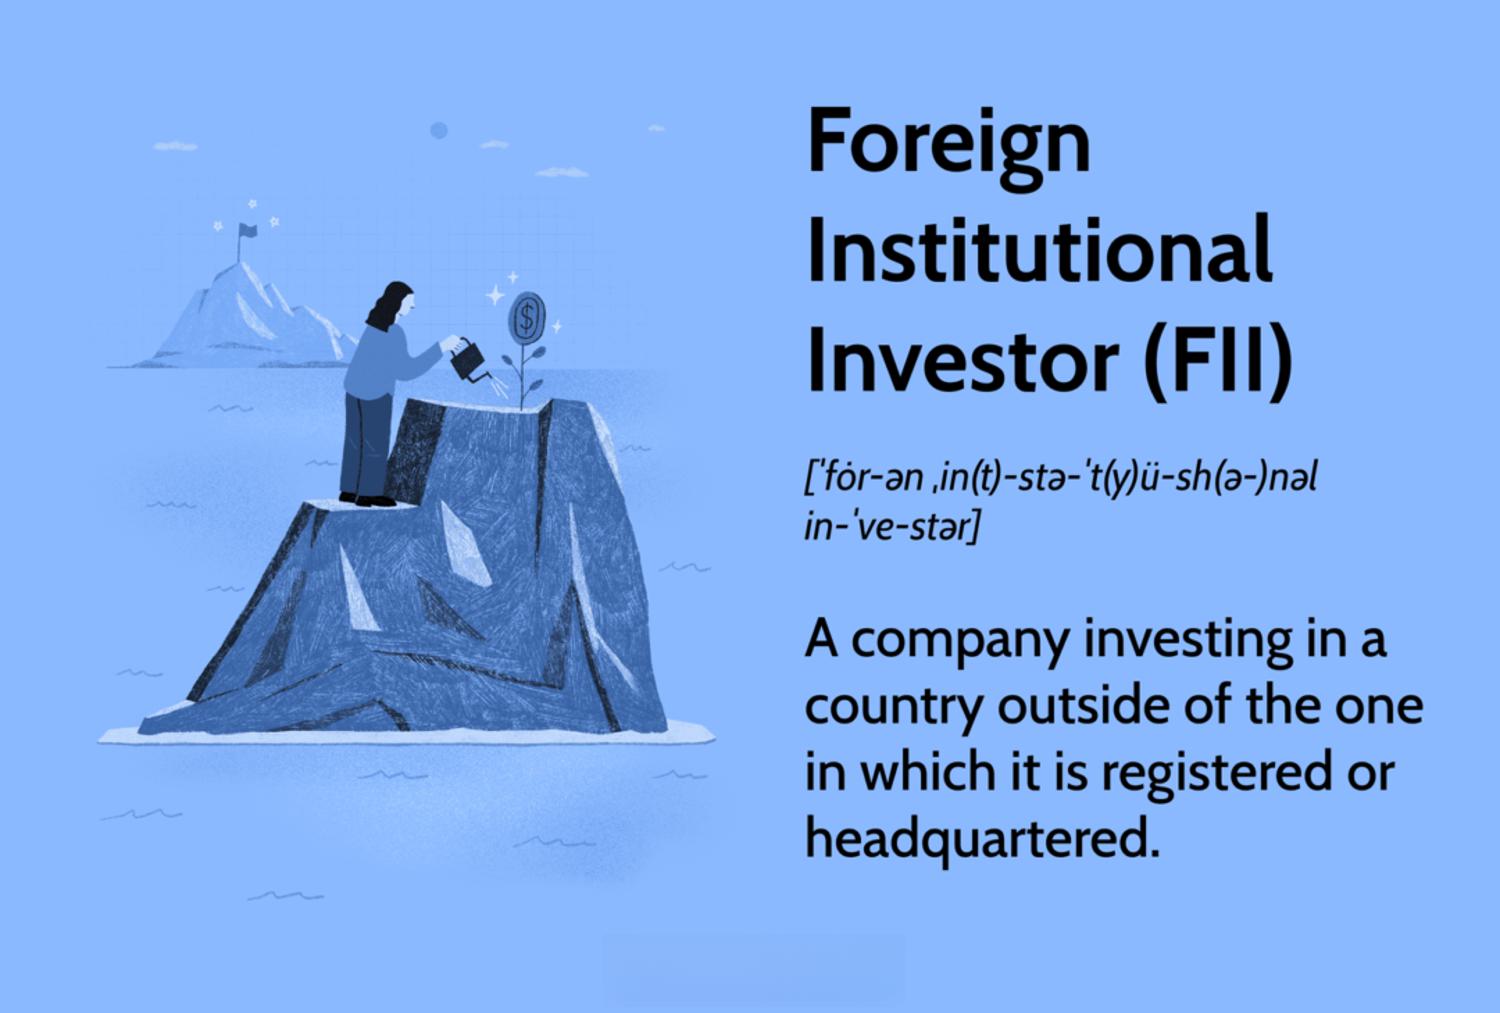 Foreign
Institutional
Investor (FII)
[ˈfȯr-ən ˌin(t)-stə-ˈt(y)ü-sh(ə-)nəl
in-ˈve-stər]
A company investing in a
country outside of the one
in which it is registered or
headquartered.
$